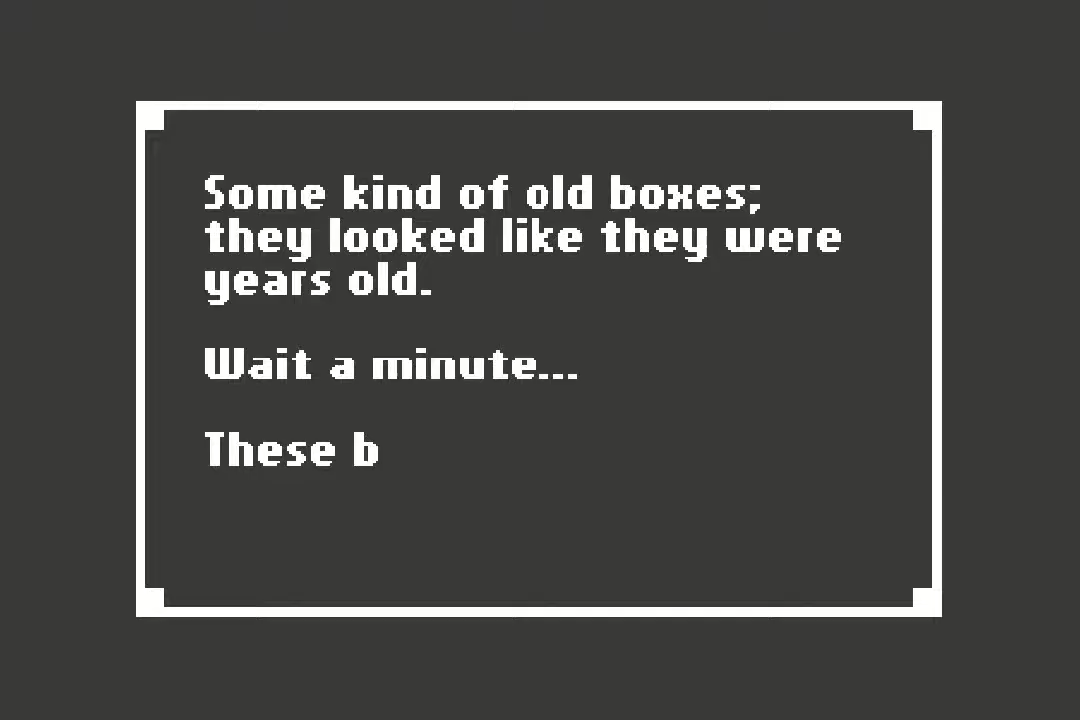 Some kind of old boxes;
they looked like they were
years old.
Wait a minute...
These b